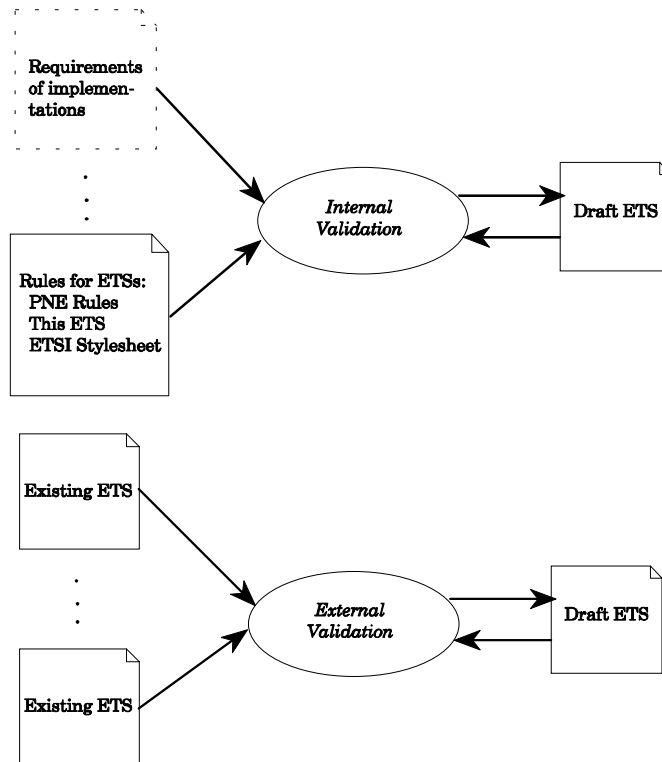 Requirements
of implemen-
tations
Internal
Validation
Draft ETS
Rules for ETSs:
PNE Rules
This ETS
ETSI Stylesheet
Existing ETS
External
Validation
Draft ETS
Existing ETS